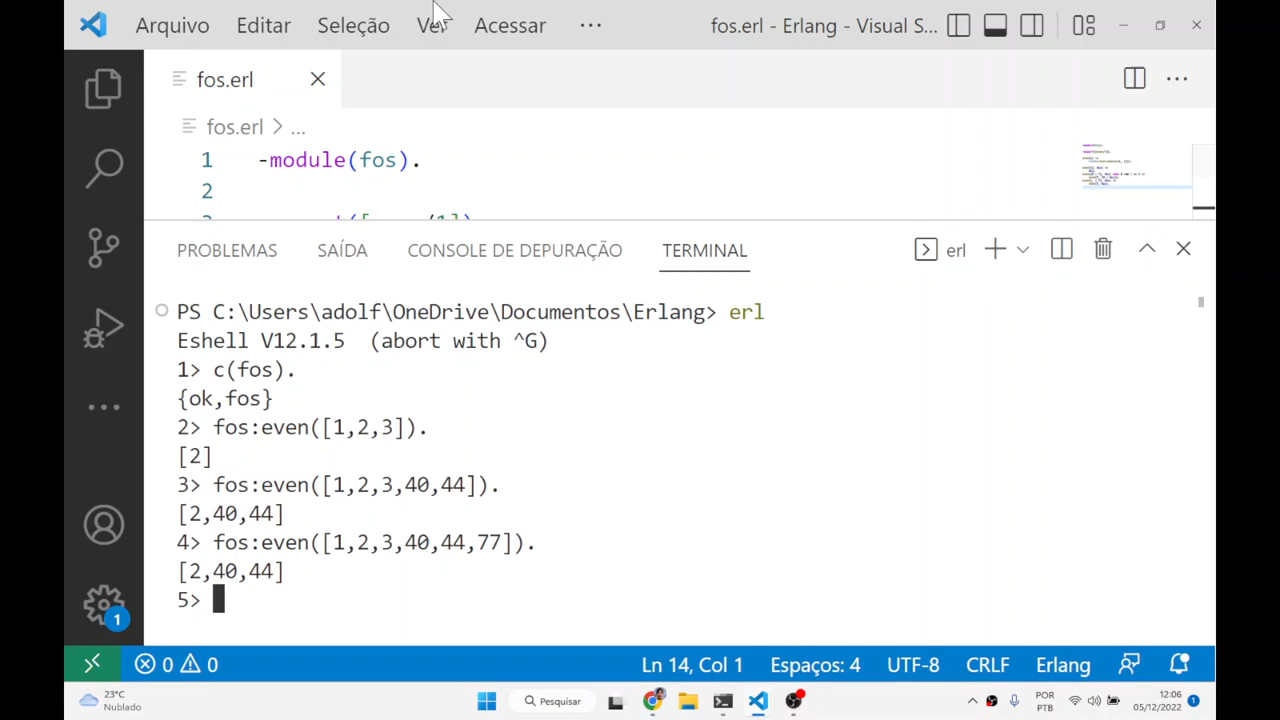 Arquivo Editar Seleção Ver Acessar ... fos.erl - Erlang - Visual S...
fos.erl
fos.erl > ...
1 -module(fos).
2
3
PROBLEMAS SAÍDA CONSOLE DE DEPURAÇÃO TERMINAL erl
PS C:\Users\adolf\OneDrive\Documentos\Erlang> erl
Eshell V12.1.5 (abort with ^G)
1> c(fos).
{ok,fos}
2> fos:even([1,2,3]).
[2]
3> fos:even([1,2,3,40,44]).
[2,40,44]
4> fos:even([1,2,3,40,44,77]).
[2,40,44]
5>
1
0 0 Ln 14, Col 1 Espaços: 4 UTF-8 CRLF Erlang
23°C
Nublado
Pesquisar
POR
PTB
12:06
05/12/2022
1